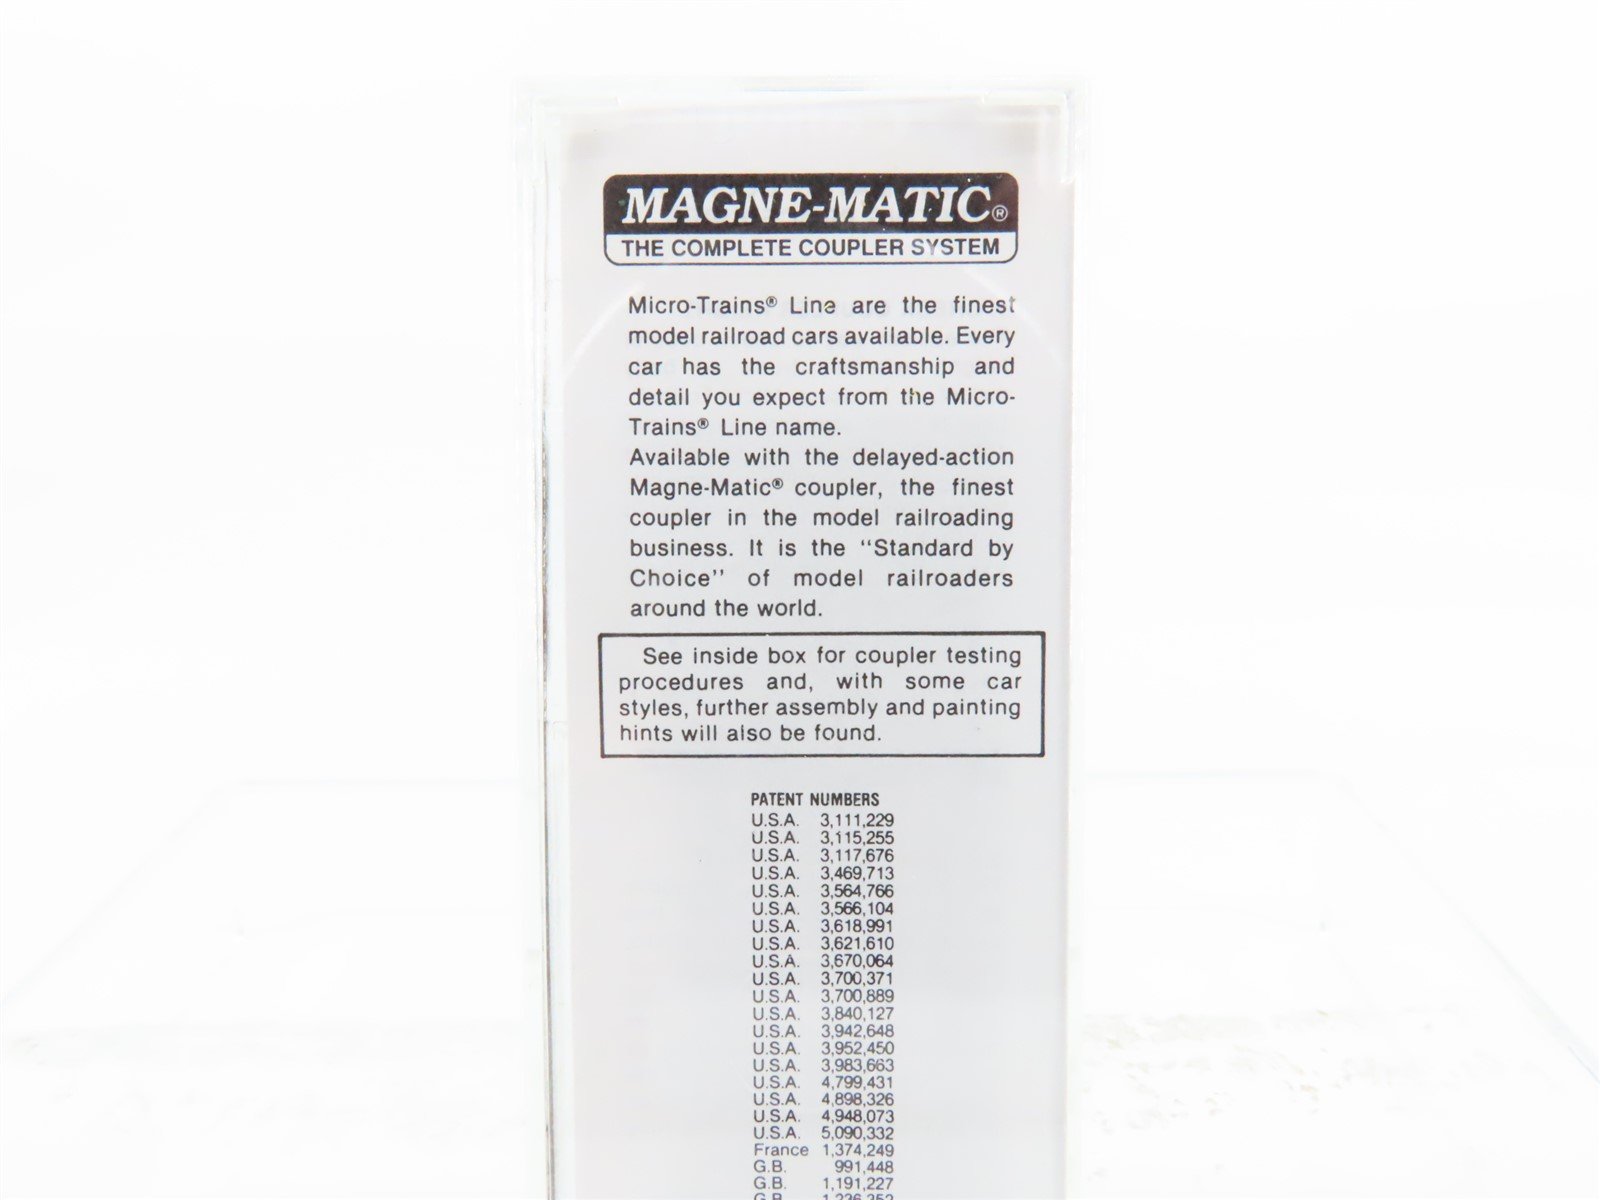 MAGNE-MATIC®
THE COMPLETE COUPLER SYSTEM
Micro-Trains® Line are the finest
model railroad cars available. Every
car has the craftsmanship and
detail you expect from the Micro-
Trains® Line name.
Available with the delayed-action
Magne-Matic® coupler, the finest
coupler in the model railroading
business. It is the "Standard by
Choice" of model railroaders
around the world.
See inside box for coupler testing
procedures and, with some car
styles, further assembly and painting
hints will also be found.
PATENT NUMBERS
U.S.A. 3,111,229
U.S.A. 3,115,255
U.S.A. 3,117,676
U.S.A. 3,469,713
U.S.A. 3,564,766
U.S.A. 3,566,104
U.S.A. 3,618,991
U.S.A. 3,621,610
U.S.A. 3,670,064
U.S.A. 3,700,371
U.S.A. 3,700,889
U.S.A. 3,840,127
U.S.A. 3,942,648
U.S.A. 3,952,450
U.S.A. 3,983,663
U.S.A. 4,799,431
U.S.A. 4,898,326
U.S.A. 4,948,073
U.S.A. 5,090,332
France 1,374,249
G.B. 991,448
G.B. 1,191,227
G.B.